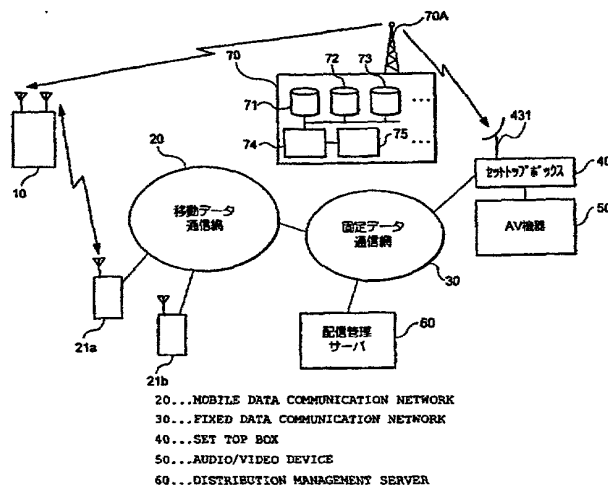 70A
70
72
73
71
431
74
75
20
セットトップボックス
40
10
移動データ
通信網
固定データ
通信網
AV機器
50
30
配信管理
サーバ
60
21a
21b
20...MOBILE DATA COMMUNICATION NETWORK
30...FIXED DATA COMMUNICATION NETWORK
40...SET TOP BOX
50...AUDIO/VIDEO DEVICE
60...DISTRIBUTION MANAGEMENT SERVER